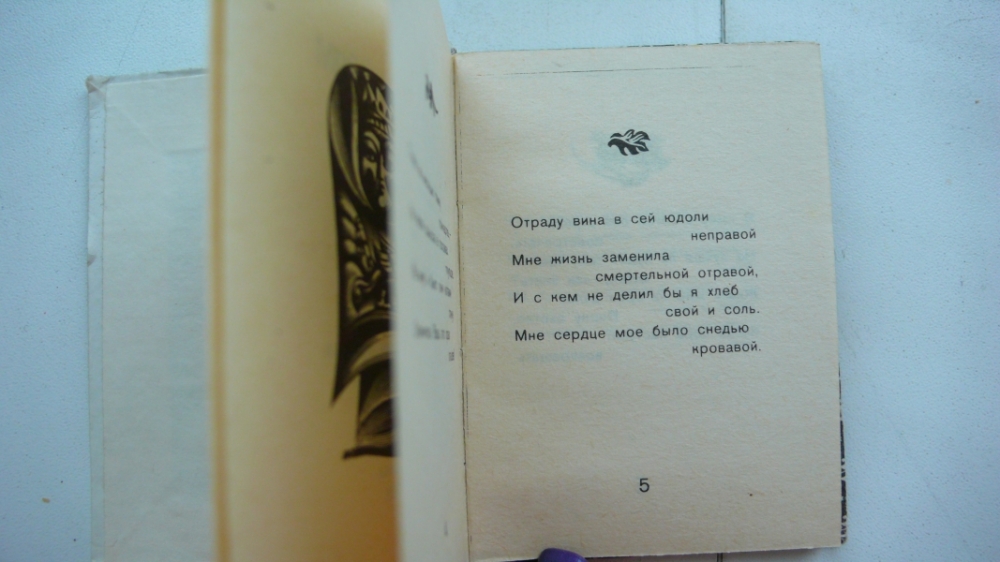 Отраду вина в сей юдоли
неправой
Мне жизнь заменила
смертельной отравой,
И с кем не делил бы я хлеб
свой и соль.
Мне сердце мое было снедью
кровавой.
5